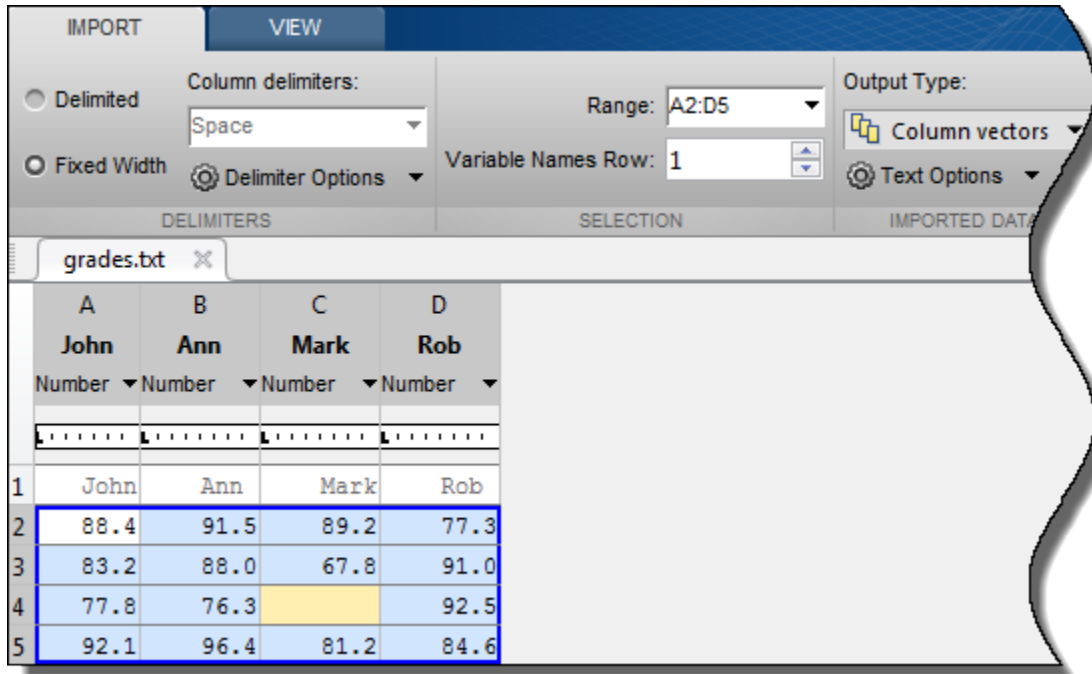 IMPORT VIEW
Delimited
Fixed Width
Column delimiters:
Space
Delimiter Options
DELIMITERS
Range: A2:D5
Variable Names Row: 1
SELECTION
Output Type:
Column vectors
Text Options
IMPORTED DATA
grades.txt
A B C D
John Ann Mark Rob
Number Number Number Number
1 John Ann Mark Rob
2 88.4 91.5 89.2 77.3
3 83.2 88.0 67.8 91.0
4 77.8 76.3 92.5
5 92.1 96.4 81.2 84.6